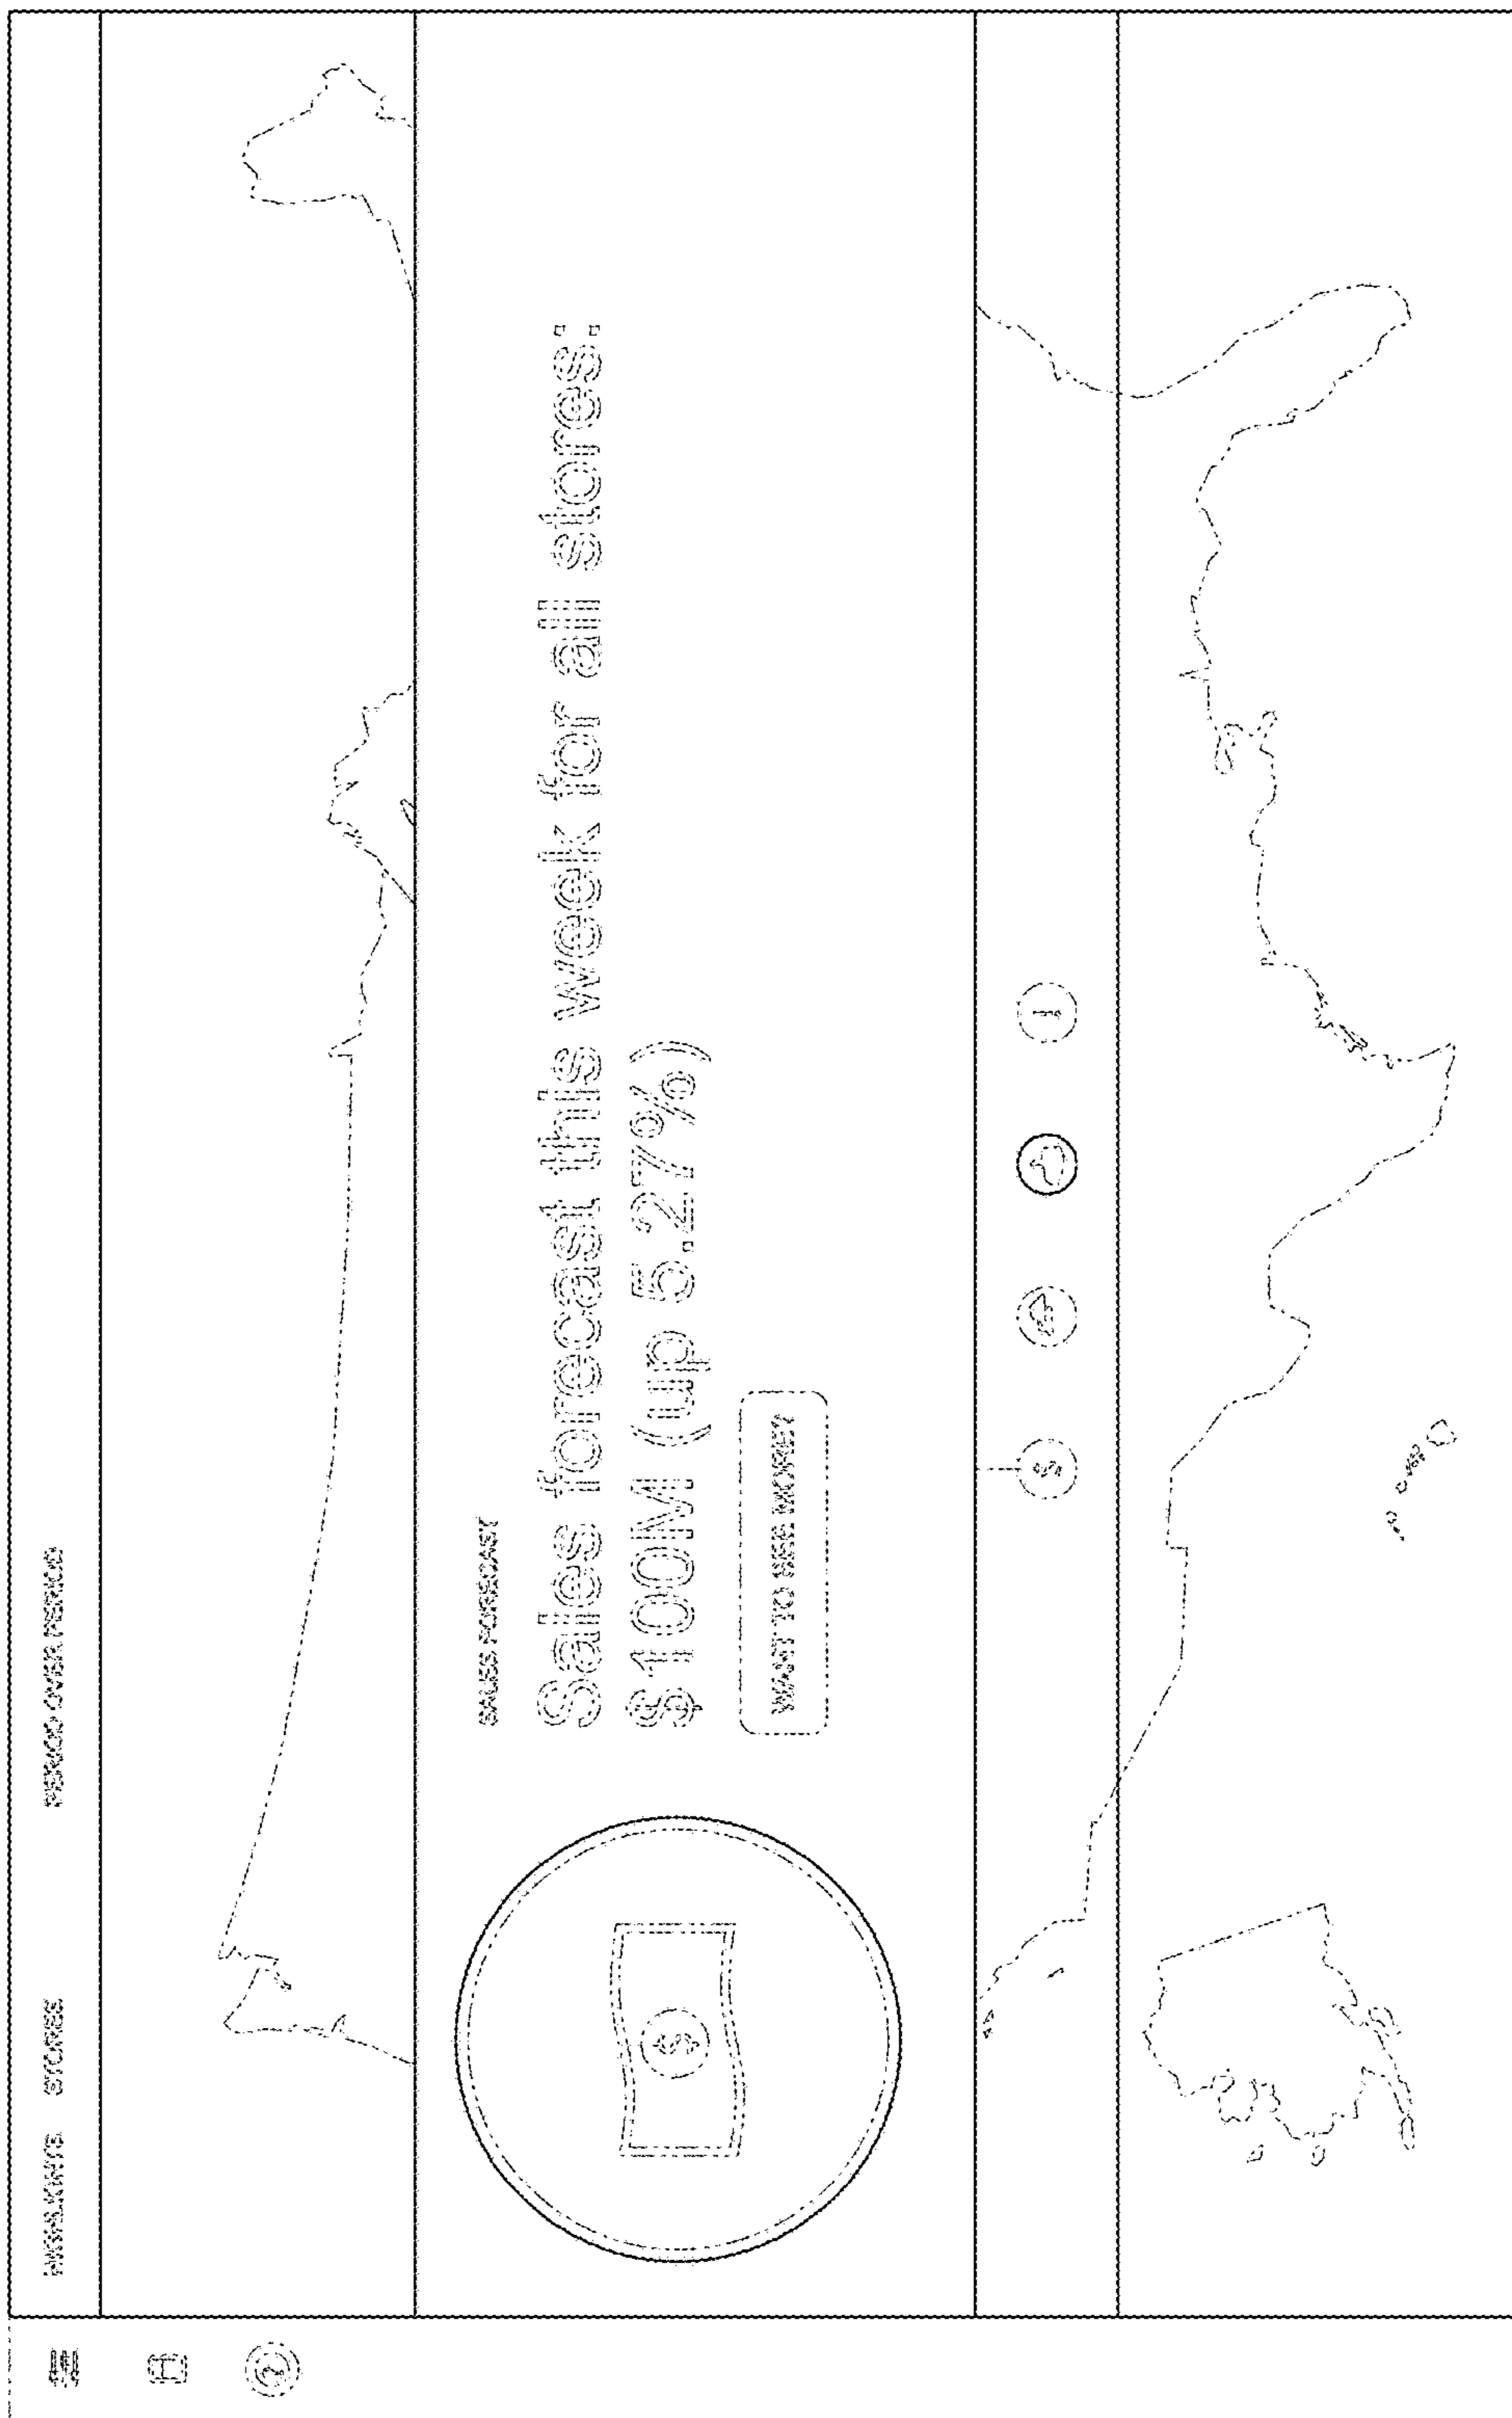 HIGHLIGHTS STORES PERIOD OVER PERIOD
SALES FORECAST
Sales forecast this week for all stores:
$100M (up 5.27%)
WANT TO SEE MORE?
$
$